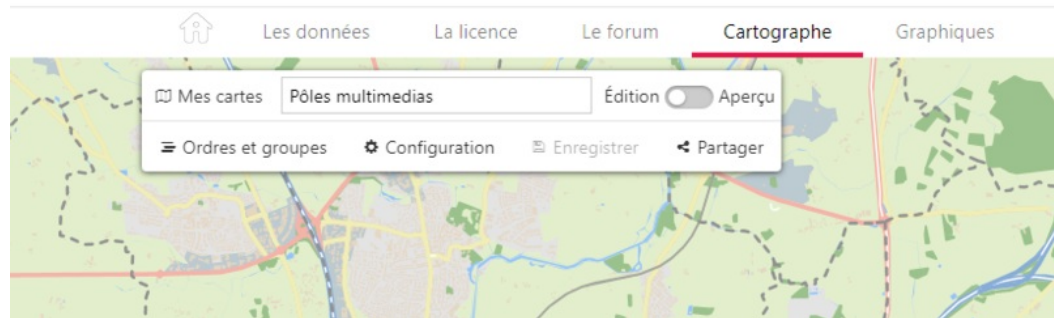 Les données La licence Le forum Cartographe Graphiques
Mes cartes Pôles multimedias Édition Aperçu
Ordres et groupes Configuration Enregistrer Partager